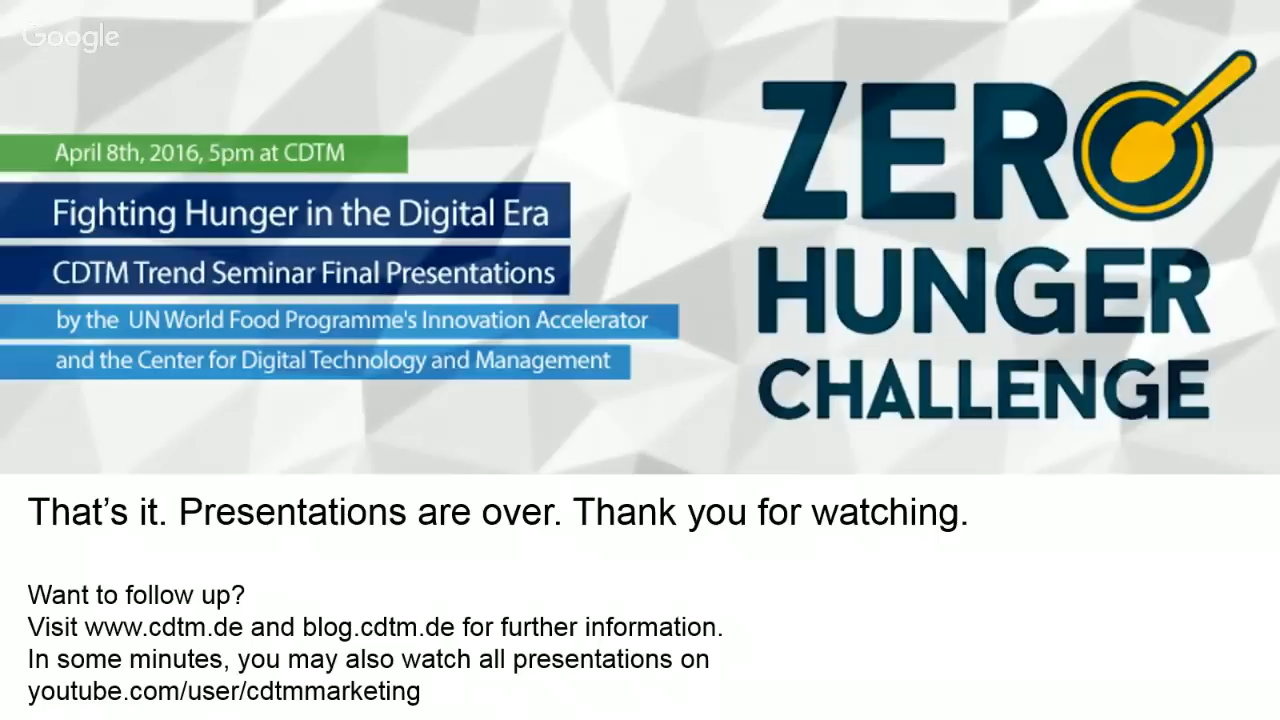 Google
April 8th, 2016, 5pm at CDTM
Fighting Hunger in the Digital Era
CDTM Trend Seminar Final Presentations
by the UN World Food Programme's Innovation Accelerator
and the Center for Digital Technology and Management
ZERO
HUNGER
CHALLENGE
That's it. Presentations are over. Thank you for watching.
Want to follow up?
Visit www.cdtm.de and blog.cdtm.de for further information.
In some minutes, you may also watch all presentations on
youtube.com/user/cdtmmarketing